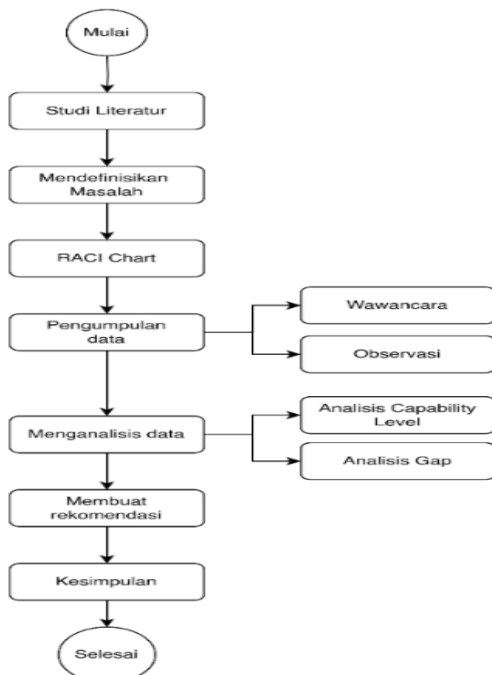 Mulai
Studi Literatur
Mendefinisikan
Masalah
RACI Chart
Pengumpulan
data
Wawancara
Observasi
Menganalisis data
Analisis Capability
Level
Analisis Gap
Membuat
rekomendasi
Kesimpulan
Selesai